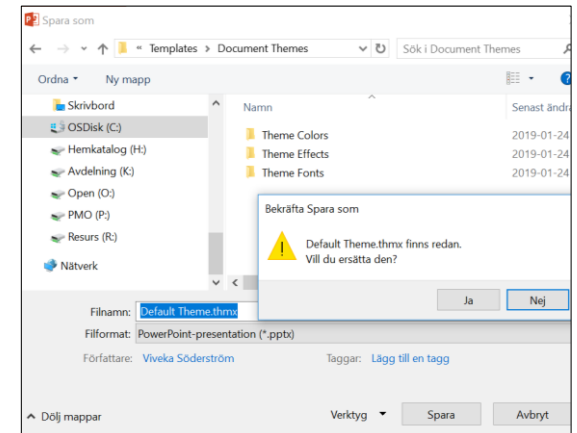 Spara som
« Templates > Document Themes
Sök i Document Themes
Ordna
Ny mapp
Skrivbord
OSDisk (C:)
Hemkatalog (H:)
Avdelning (K:)
Open (O:)
PMO (P:)
Resurs (R:)
Nätverk
Namn
Senast ändra
Theme Colors
2019-01-24
Theme Effects
2019-01-24
Theme Fonts
2019-01-24
Bekräfta Spara som
Default Theme.thmx finns redan.
Vill du ersätta den?
Ja
Nej
Filnamn: Default Theme.thmx
Filformat: PowerPoint-presentation (*.pptx)
Författare: Viveka Söderström
Taggar: Lägg till en tagg
Dölj mappar
Verktyg
Spara
Avbryt